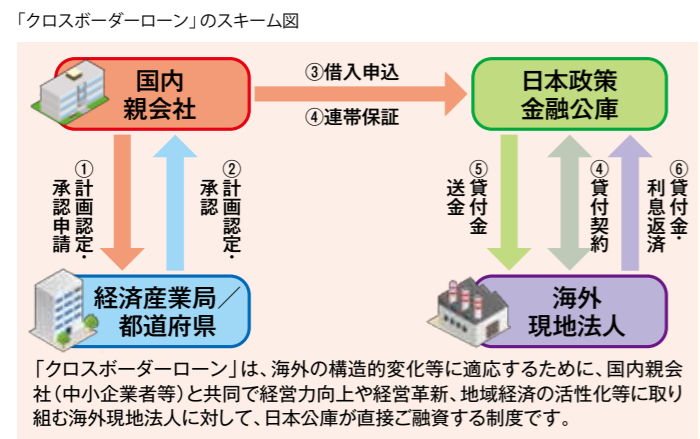 「クロスボーダーローン」のスキーム図
国内
親会社
③借入申込
④連帯保証
日本政策
金融公庫
①計画認定・
承認申請
②計画認定・
承認
⑤貸付金
送金
④貸付契約
⑥貸付金・
利息返済
経済産業局／
都道府県
海外
現地法人
「クロスボーダーローン」は、海外の構造的変化等に適応するために、国内親会
社（中小企業者等）と共同で経営力向上や経営革新、地域経済の活性化等に取り
組む海外現地法人に対して、日本公庫が直接ご融資する制度です。